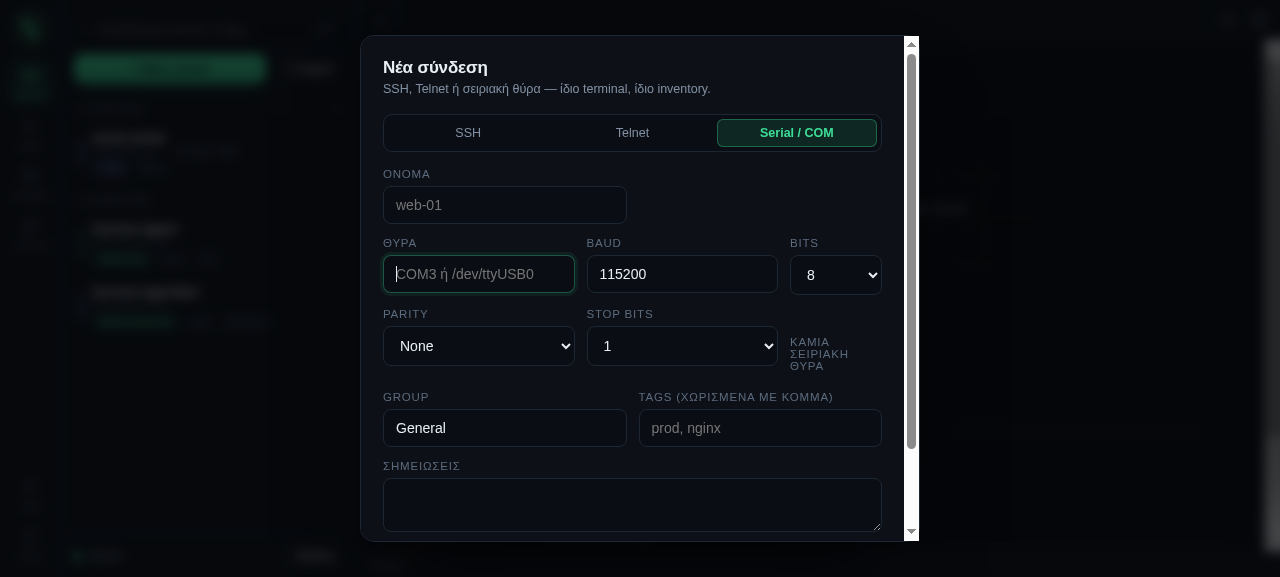 Νέα σύνδεση
SSH, Telnet ή σειριακή θύρα — ίδιο terminal, ίδιο inventory.
SSH Telnet Serial / COM
ΟΝΟΜΑ
web-01
ΘΥΡΑ BAUD BITS
COM3 ή /dev/ttyUSB0 115200 8
PARITY STOP BITS
None 1
ΚΑΜΙΑ
ΣΕΙΡΙΑΚΗ
ΘΥΡΑ
GROUP TAGS (ΧΩΡΙΣΜΕΝΑ ΜΕ ΚΟΜΜΑ)
General prod, nginx
ΣΗΜΕΙΩΣΕΙΣ